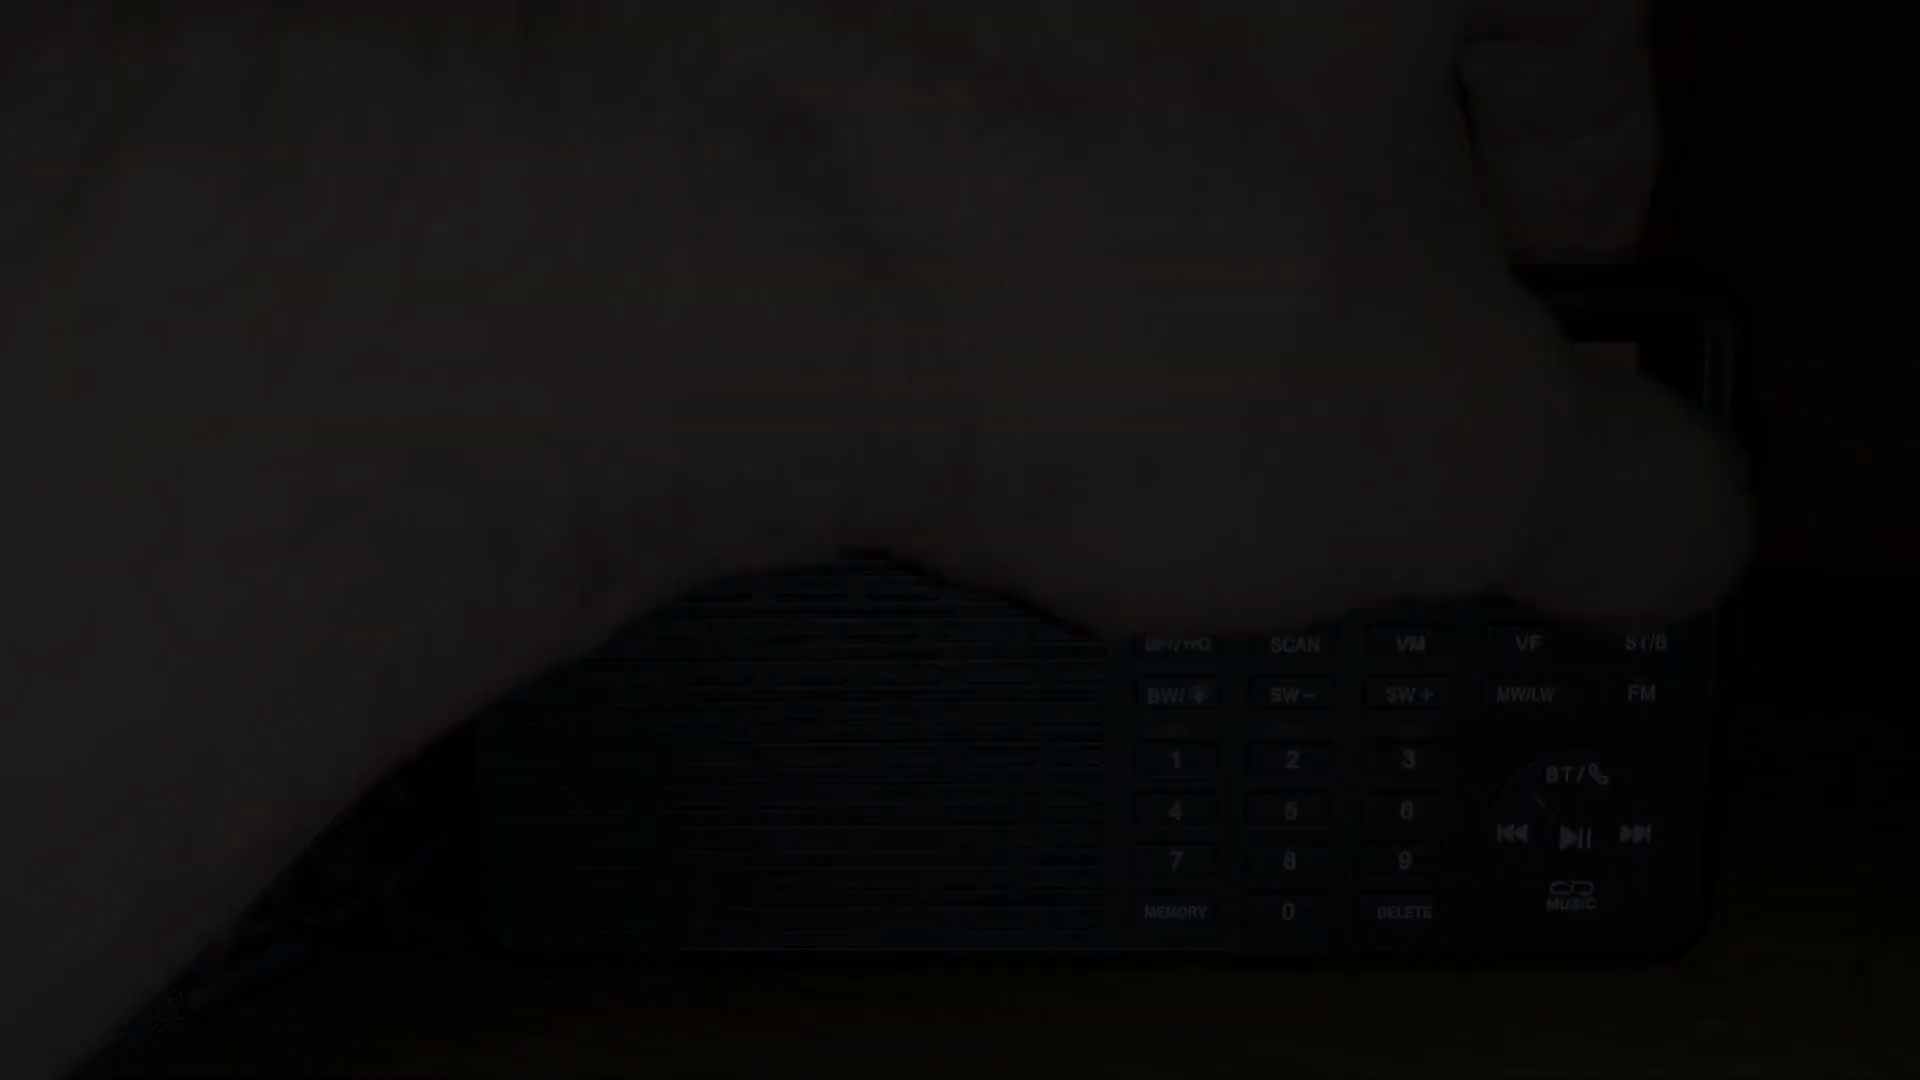 SCAN VM VF ST/B
BW/ SW− SW+ MW/LW FM
1 2 3
BT/
4 5 6
7 8 9
MUSIC
MEMORY 0 DELETE